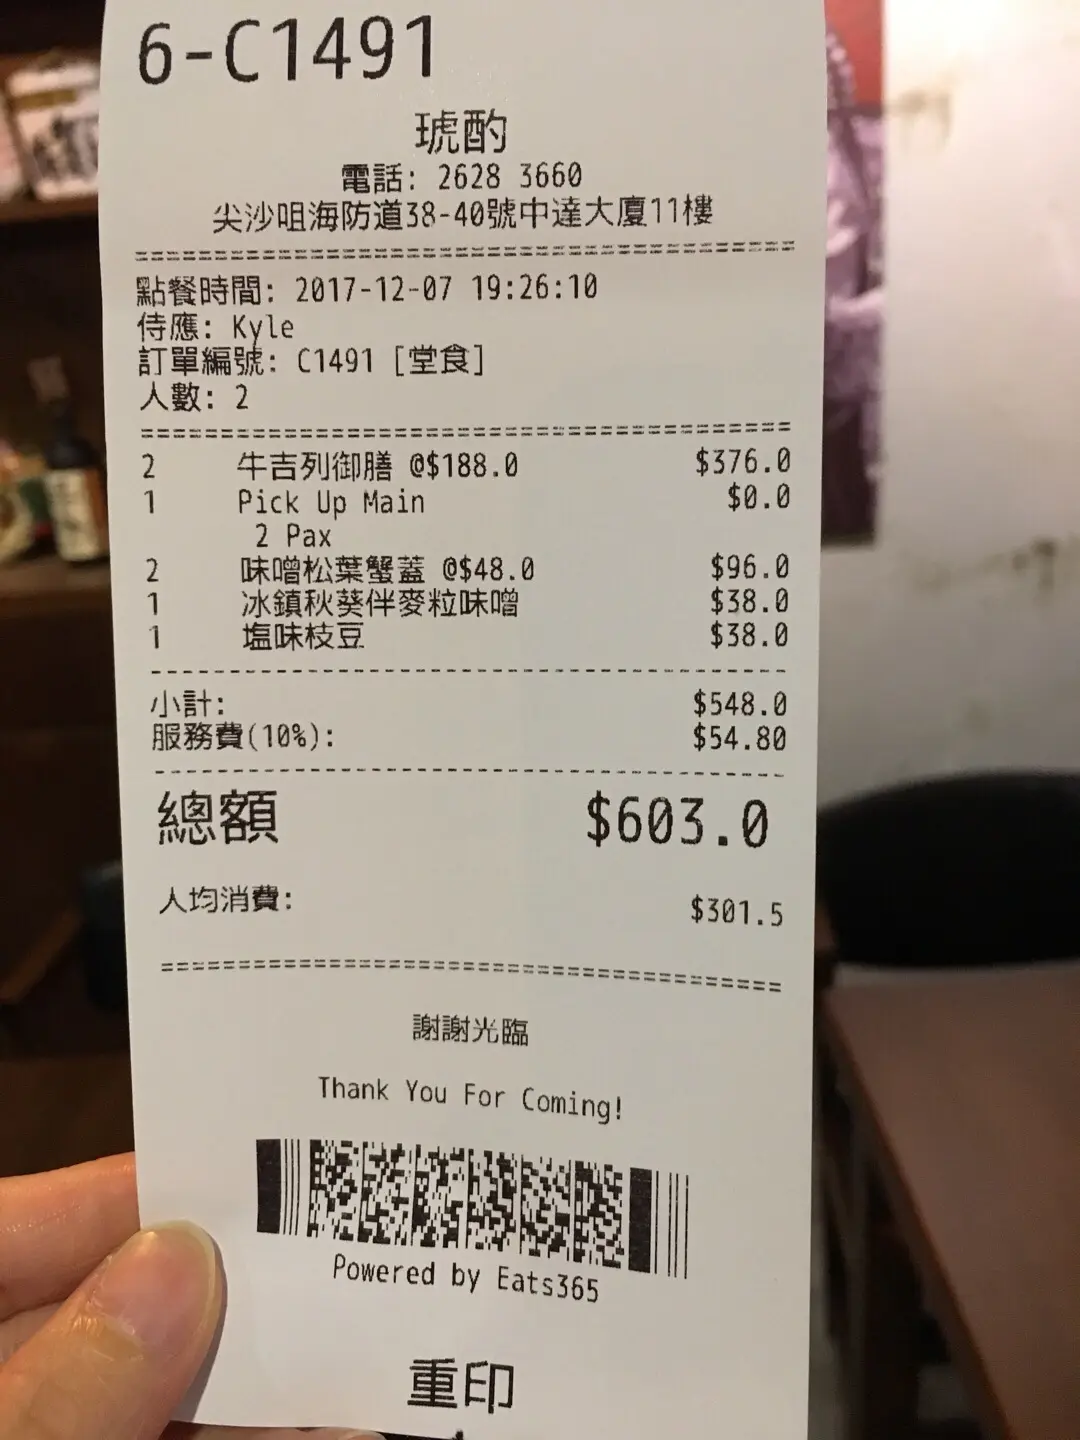 6-C1491
琥酌
電話: 2628 3660
尖沙咀海防道38-40號中達大廈11樓
點餐時間: 2017-12-07 19:26:10
侍應: Kyle
訂單編號: C1491 [堂食]
人數: 2
2 牛吉列御膳 @$188.0 $376.0
1 Pick Up Main $0.0
2 Pax
2 味噌松葉蟹蓋 @$48.0 $96.0
1 冰鎮秋葵伴麥粒味噌 $38.0
1 塩味枝豆 $38.0
小計: $548.0
服務費(10%): $54.80
總額 $603.0
人均消費: $301.5
謝謝光臨
Thank You For Coming!
Powered by Eats365
重印